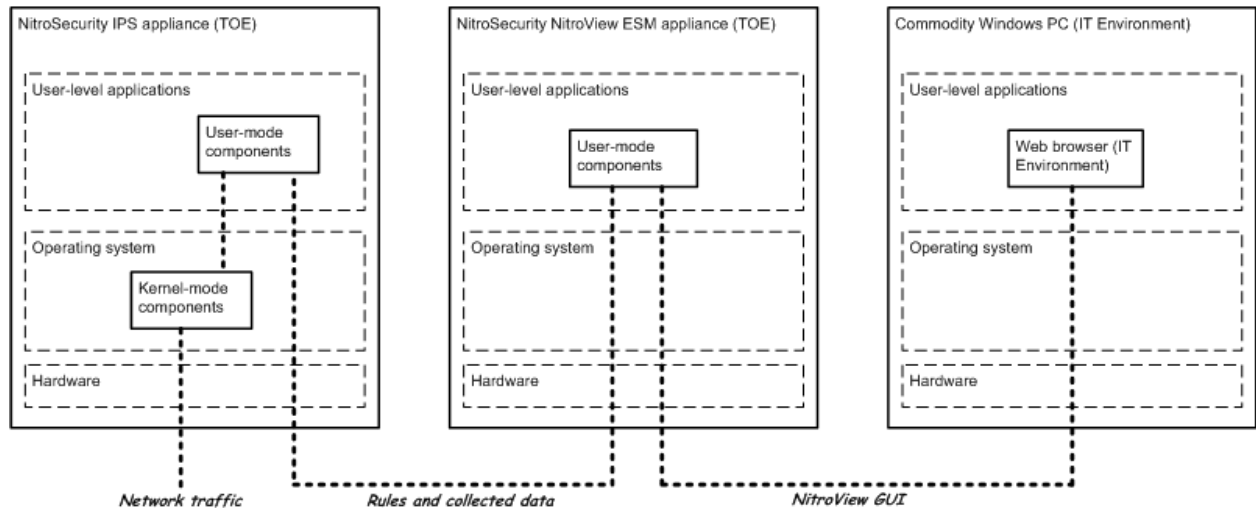 NitroSecurity IPS appliance (TOE)
User-level applications
User-mode
components
Operating system
Kernel-mode
components
Hardware
NitroSecurity NitroView ESM appliance (TOE)
User-level applications
User-mode
components
Operating system
Hardware
Commodity Windows PC (IT Environment)
User-level applications
Web browser (IT
Environment)
Operating system
Hardware
Network traffic
Rules and collected data
NitroView GUI